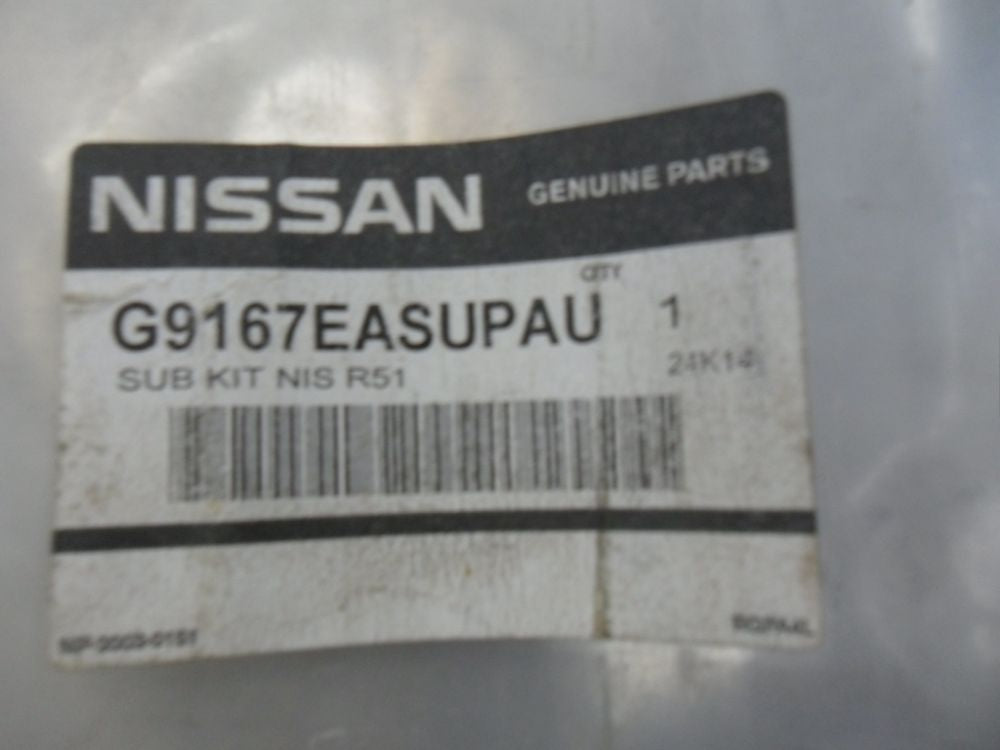 NISSAN GENUINE PARTS
QTY
G9167EASUPAU 1
SUB KIT NIS R51 24K14